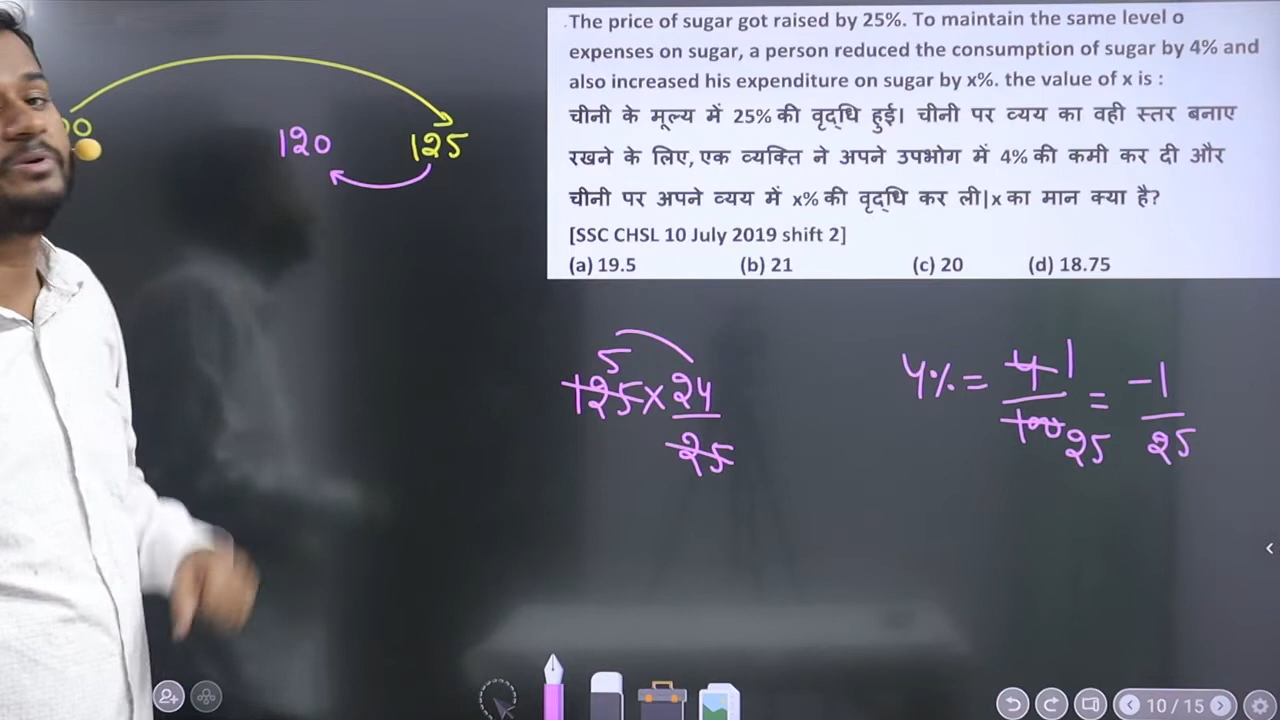 The price of sugar got raised by 25%. To maintain the same level o
expenses on sugar, a person reduced the consumption of sugar by 4% and
also increased his expenditure on sugar by x%. the value of x is :
चीनी के मूल्य में 25% की वृद्धि हुई। चीनी पर व्यय का वही स्तर बनाए
रखने के लिए, एक व्यक्ति ने अपने उपभोग में 4% की कमी कर दी और
चीनी पर अपने व्यय में x% की वृद्धि कर ली|x का मान क्या है?
[SSC CHSL 10 July 2019 shift 2]
(a) 19.5 (b) 21 (c) 20 (d) 18.75
120 125
5
125 x 24
25
4% = 4 1 = -1
100 25 25
10 / 15